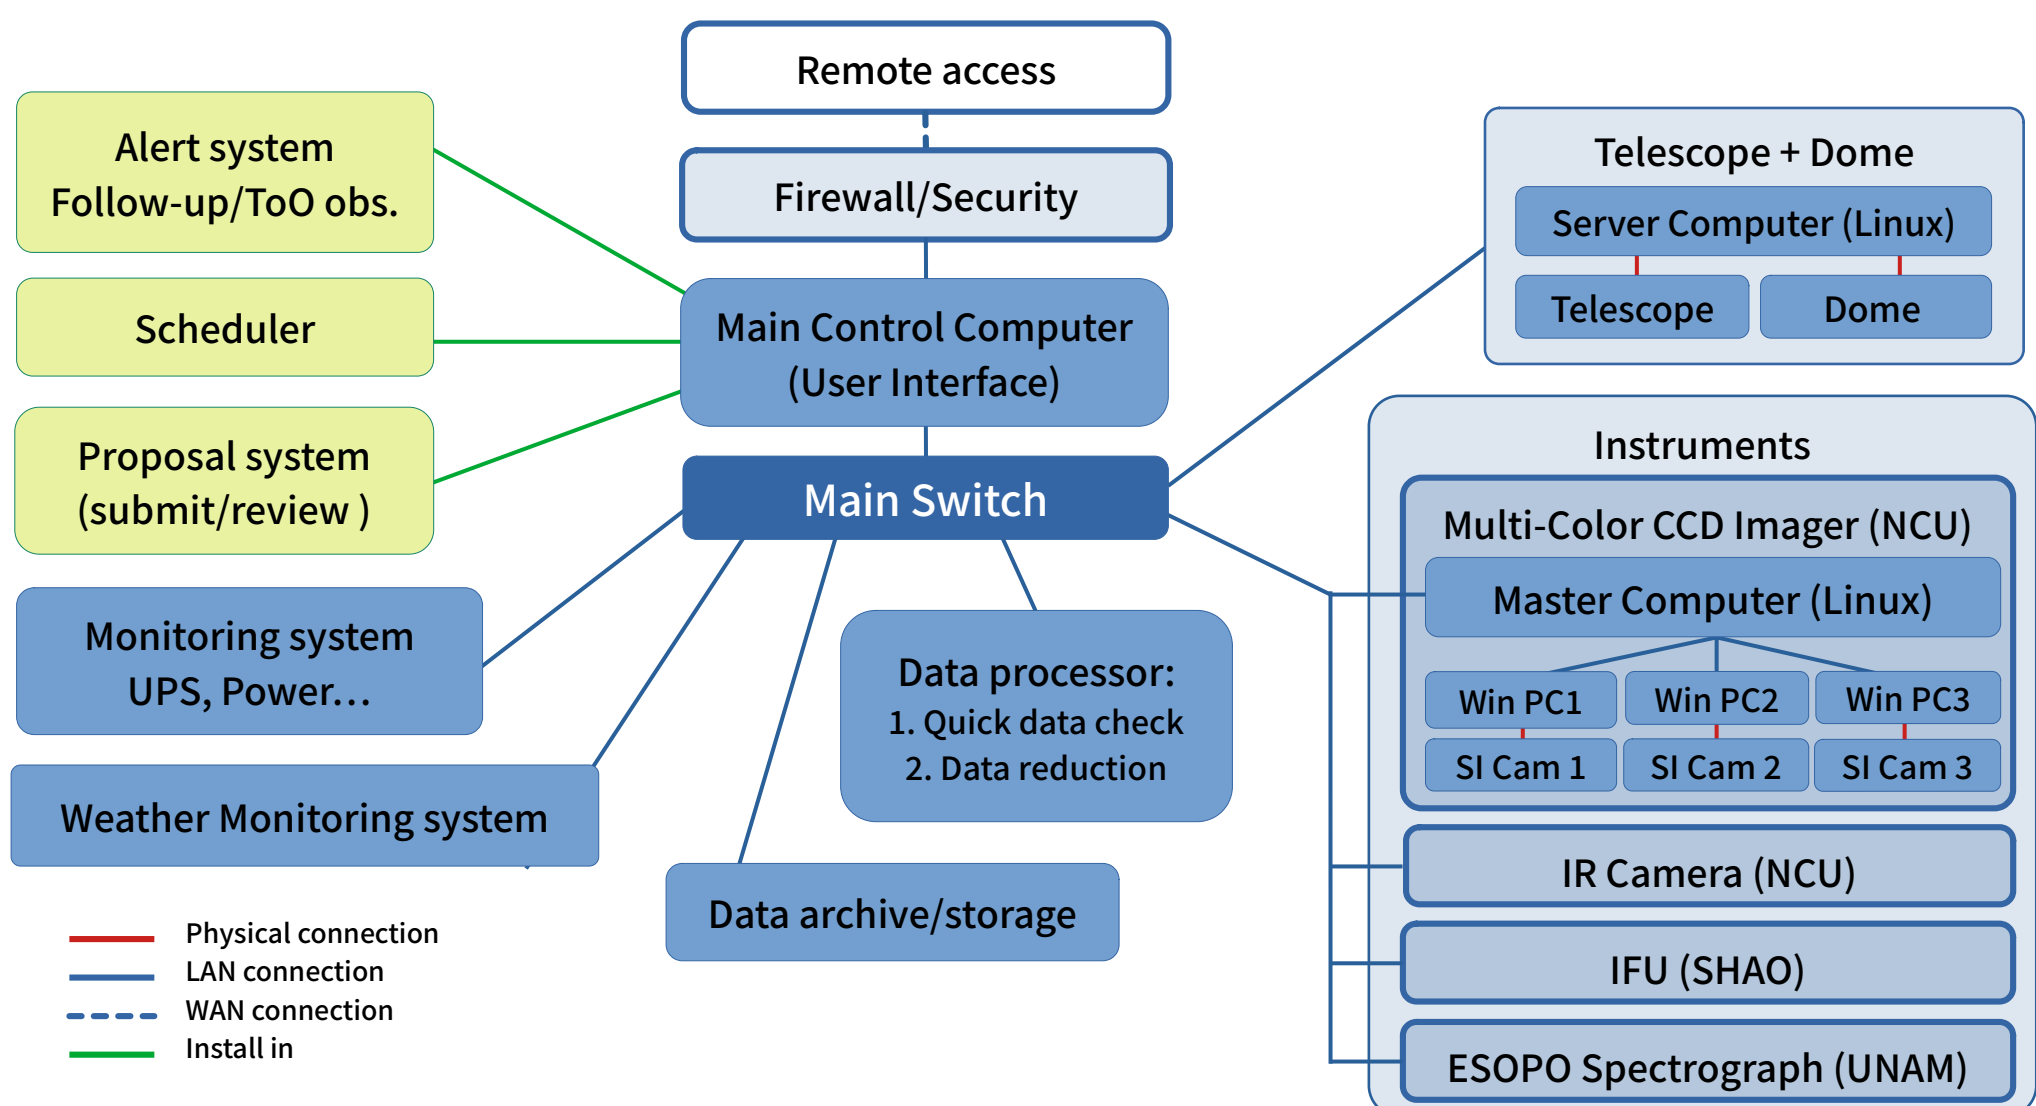 Remote access
Firewall/Security
Main Control Computer
(User Interface)
Main Switch
Alert system
Follow-up/ToO obs.
Scheduler
Proposal system
(submit/review )
Monitoring system
UPS, Power...
Weather Monitoring system
Data processor:
1. Quick data check
2. Data reduction
Data archive/storage
Physical connection
LAN connection
WAN connection
Install in
Telescope + Dome
Server Computer (Linux)
Telescope
Dome
Instruments
Multi-Color CCD Imager (NCU)
Master Computer (Linux)
Win PC1
Win PC2
Win PC3
SI Cam 1
SI Cam 2
SI Cam 3
IR Camera (NCU)
IFU (SHAO)
ESOPO Spectrograph (UNAM)